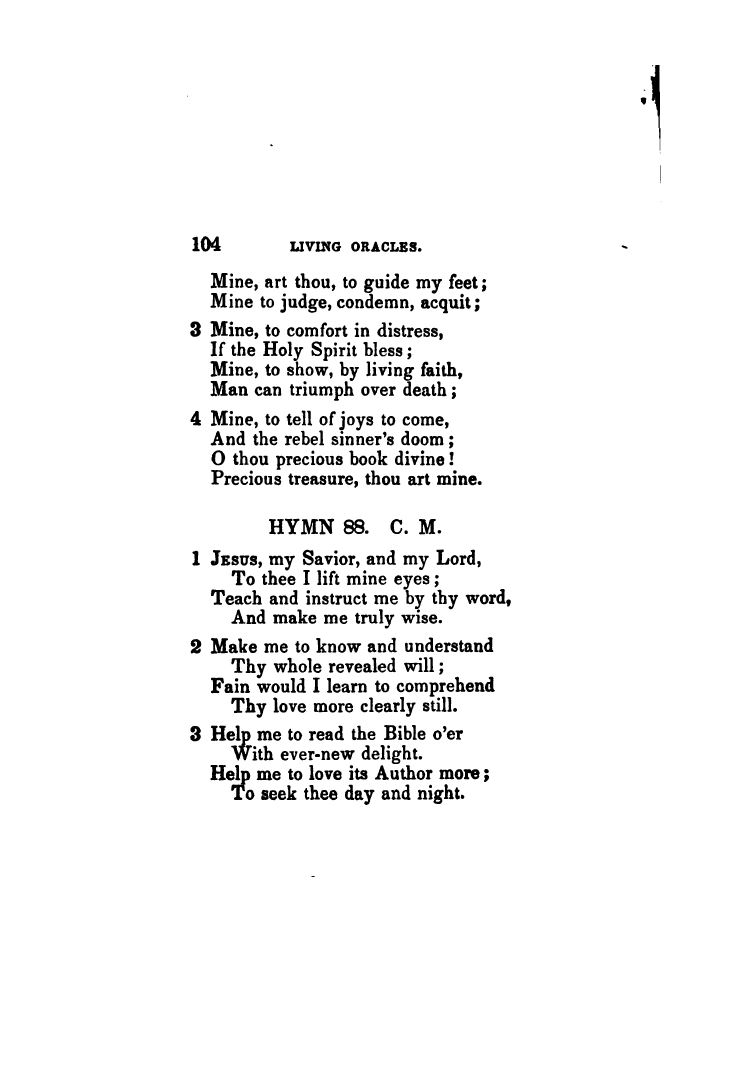 104 LIVING ORACLES.
Mine, art thou, to guide my feet;
Mine to judge, condemn, acquit;
3 Mine, to comfort in distress,
If the Holy Spirit bless;
Mine, to show, by living faith,
Man can triumph over death;
4 Mine, to tell of joys to come,
And the rebel sinner's doom;
O thou precious book divine!
Precious treasure, thou art mine.
HYMN 88. C. M.
1 JESUS, my Savior, and my Lord,
To thee I lift mine eyes;
Teach and instruct me by thy word,
And make me truly wise.
2 Make me to know and understand
Thy whole revealed will;
Fain would I learn to comprehend
Thy love more clearly still.
3 Help me to read the Bible o'er
With ever-new delight.
Help me to love its Author more;
To seek thee day and night.